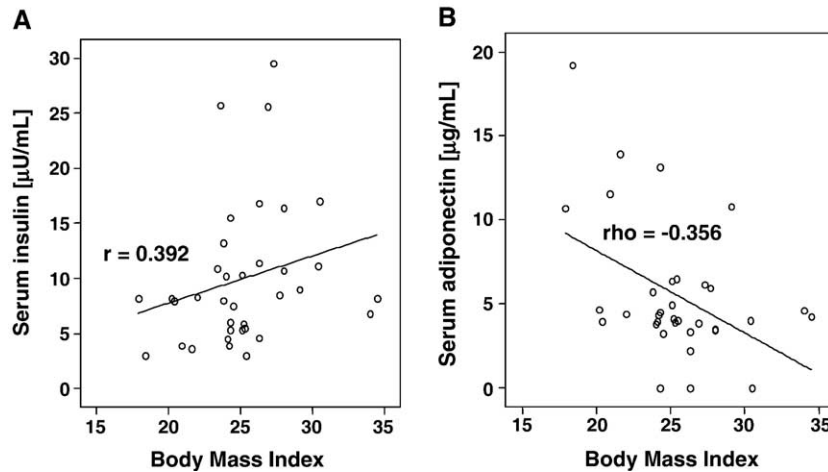 A
Serum insulin [μU/mL]
30
25
20
15
10
5
0
r = 0.392
15 20 25 30 35
Body Mass Index
B
Serum adiponectin [μg/mL]
20
15
10
5
0
rho = -0.356
15 20 25 30 35
Body Mass Index